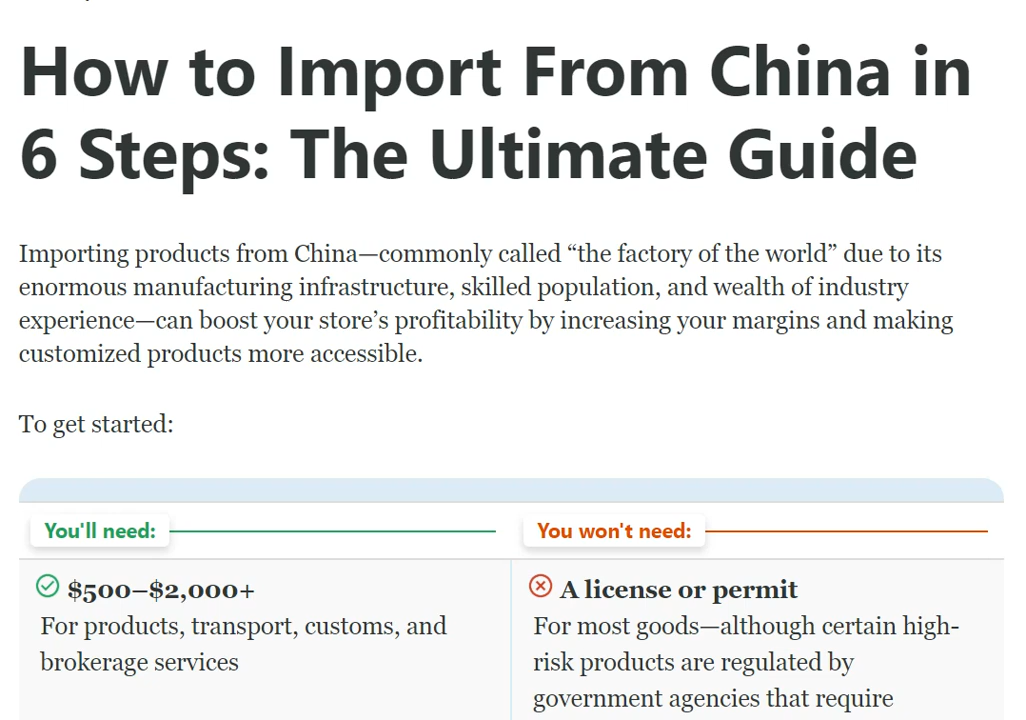 How to Import From China in
6 Steps: The Ultimate Guide
Importing products from China—commonly called “the factory of the world” due to its
enormous manufacturing infrastructure, skilled population, and wealth of industry
experience—can boost your store’s profitability by increasing your margins and making
customized products more accessible.
To get started:
You'll need:
You won't need:
$500–$2,000+
For products, transport, customs, and
brokerage services
A license or permit
For most goods—although certain high-
risk products are regulated by
government agencies that require